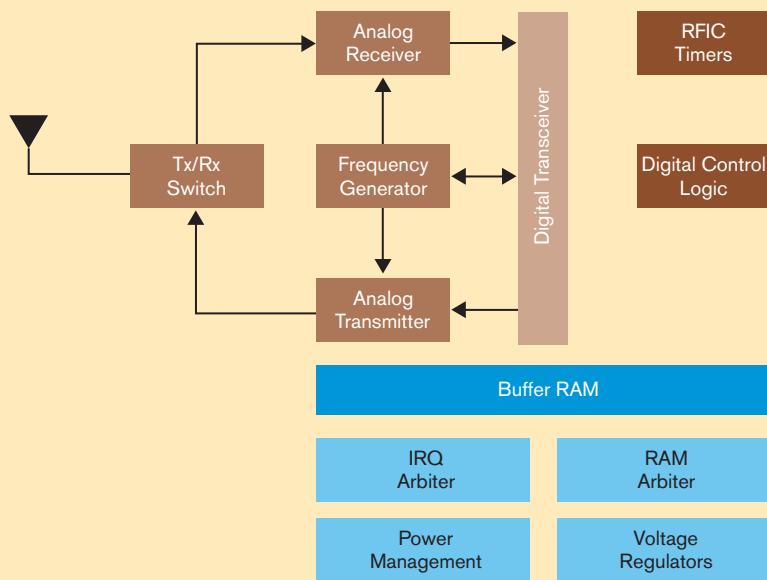 Analog
Receiver
RFIC
Timers
Tx/Rx
Switch
Frequency
Generator
Digital Transceiver
Digital Control
Logic
Analog
Transmitter
Buffer RAM
IRQ
Arbiter
RAM
Arbiter
Power
Management
Voltage
Regulators